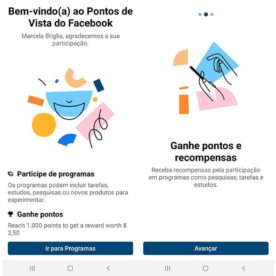 Bem-vindo(a) ao Pontos de
Vista do Facebook
Marcela Briglia, agradecemos a sua
participação.
Participe de programas
Os programas podem incluir tarefas,
estudos, pesquisas ou novos produtos para
experimentar.
Ganhe pontos
Reach 1.000 points to get a reward worth $
2,50
Ir para Programas
Ganhe pontos e
recompensas
Receba recompensas pela participação
em programas como pesquisas, tarefas e
estudos.
Avançar